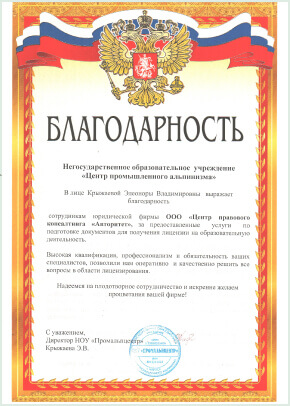 БЛАГОДАРНОСТЬ
Негосударственное образовательное учреждение
«Центр промышленного альпинизма»
В лице Крыжаевой Элеоноры Владимировны выражает
благодарность
сотрудникам юридической фирмы ООО «Центр правового
консалтинга «Авторитет», за предоставленные услуги по
подготовке документов для получения лицензии на образовательную
деятельность.
Высокая квалификация, профессионализм и обязательность ваших
специалистов, позволили нам оперативно и качественно решить все
вопросы в области лицензирования.
Надеемся на плодотворное сотрудничество и искренне желаем
процветания вашей фирме!
С уважением,
Директор НОУ «Промальпцентр»
Э.В.